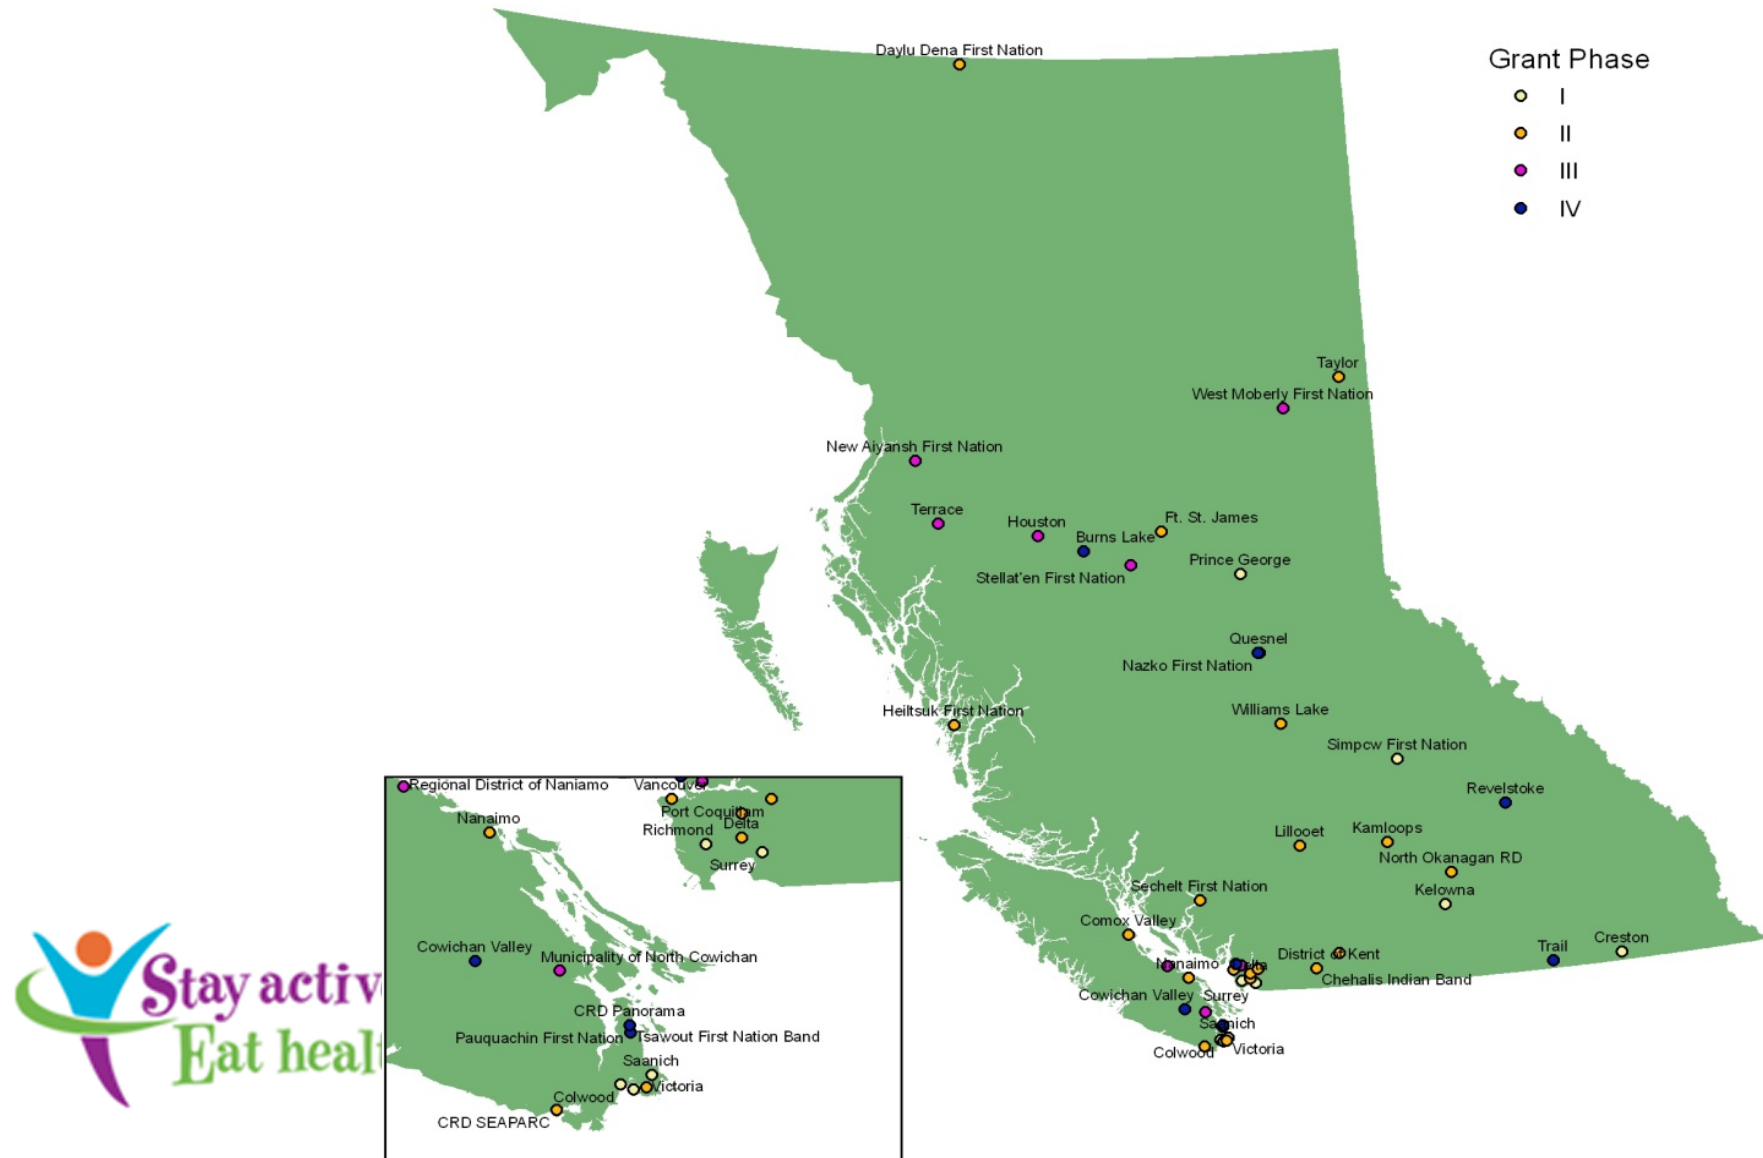 Daylu Dena First Nation
Grant Phase
I
II
III
IV
Taylor
West Moberly First Nation
New Aiyansh First Nation
Terrace
Houston
Ft. St. James
Burns Lake
Prince George
Stellat'en First Nation
Quesnel
Nazko First Nation
Heiltsuk First Nation
Williams Lake
Simpcw First Nation
Revelstoke
Lillooet
Kamloops
North Okanagan RD
Sechelt First Nation
Kelowna
Comox Valley
Creston
Trail
District of Kent
Nanaimo
Delta
Chehalis Indian Band
Cowichan Valley
Surrey
Saanich
Colwood
Victoria
Regional District of Naniamo
Vancouver
Port Coquitlam
Nanaimo
Delta
Richmond
Surrey
Cowichan Valley
Municipality of North Cowichan
CRD Panorama
Pauquachin First Nation
Tsawout First Nation Band
Saanich
Victoria
Colwood
CRD SEAPARC
Stay activ
Eat heal